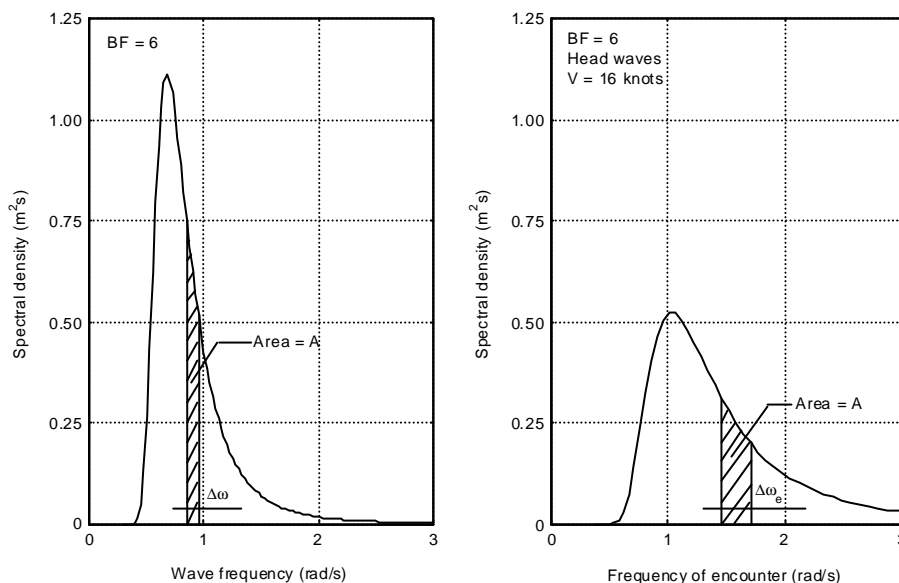 1.25
1.00
0.75
0.50
0.25
0
Spectral density (m²s)
BF = 6
Area = A
Δω
0
1
2
3
Wave frequency (rad/s)
1.25
1.00
0.75
0.50
0.25
0
Spectral density (m²s)
BF = 6
Head waves
V = 16 knots
Area = A
Δωₑ
0
1
2
3
Frequency of encounter (rad/s)